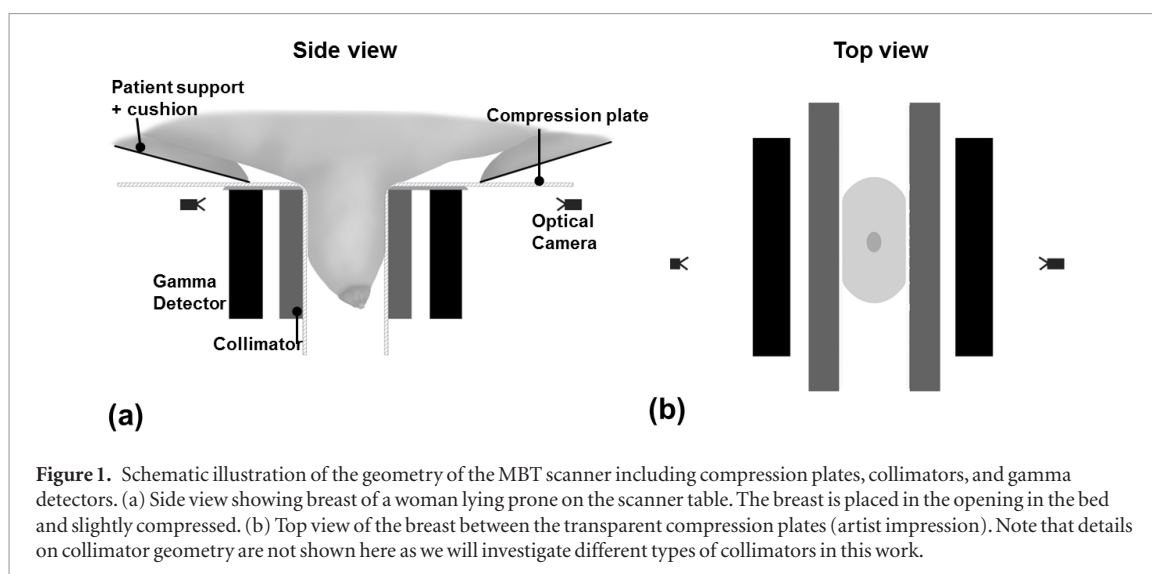 Side view
Top view
Patient support
+ cushion
Compression plate
Optical
Camera
Gamma
Detector
Collimator
(a)
(b)
Figure 1. Schematic illustration of the geometry of the MBT scanner including compression plates, collimators, and gamma
detectors. (a) Side view showing breast of a woman lying prone on the scanner table. The breast is placed in the opening in the bed
and slightly compressed. (b) Top view of the breast between the transparent compression plates (artist impression). Note that details
on collimator geometry are not shown here as we will investigate different types of collimators in this work.